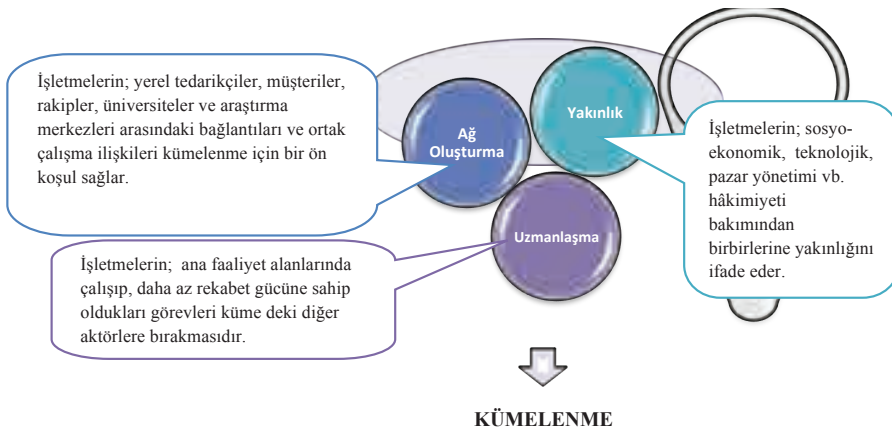 İşletmelerin; yerel tedarikçiler, müşteriler,
rakipler, üniversiteler ve araştırma
merkezleri arasındaki bağlantıları ve ortak
çalışma ilişkileri kümelenme için bir ön
koşul sağlar.
Ağ
Oluşturma
Yakınlık
İşletmelerin; sosyo-
ekonomik, teknolojik,
pazar yönetimi vb.
hâkimiyeti
bakımından
birbirlerine yakınlığını
ifade eder.
Uzmanlaşma
İşletmelerin; ana faaliyet alanlarında
çalışıp, daha az rekabet gücüne sahip
oldukları görevleri küme deki diğer
aktörlere bırakmasıdır.
KÜMELENME